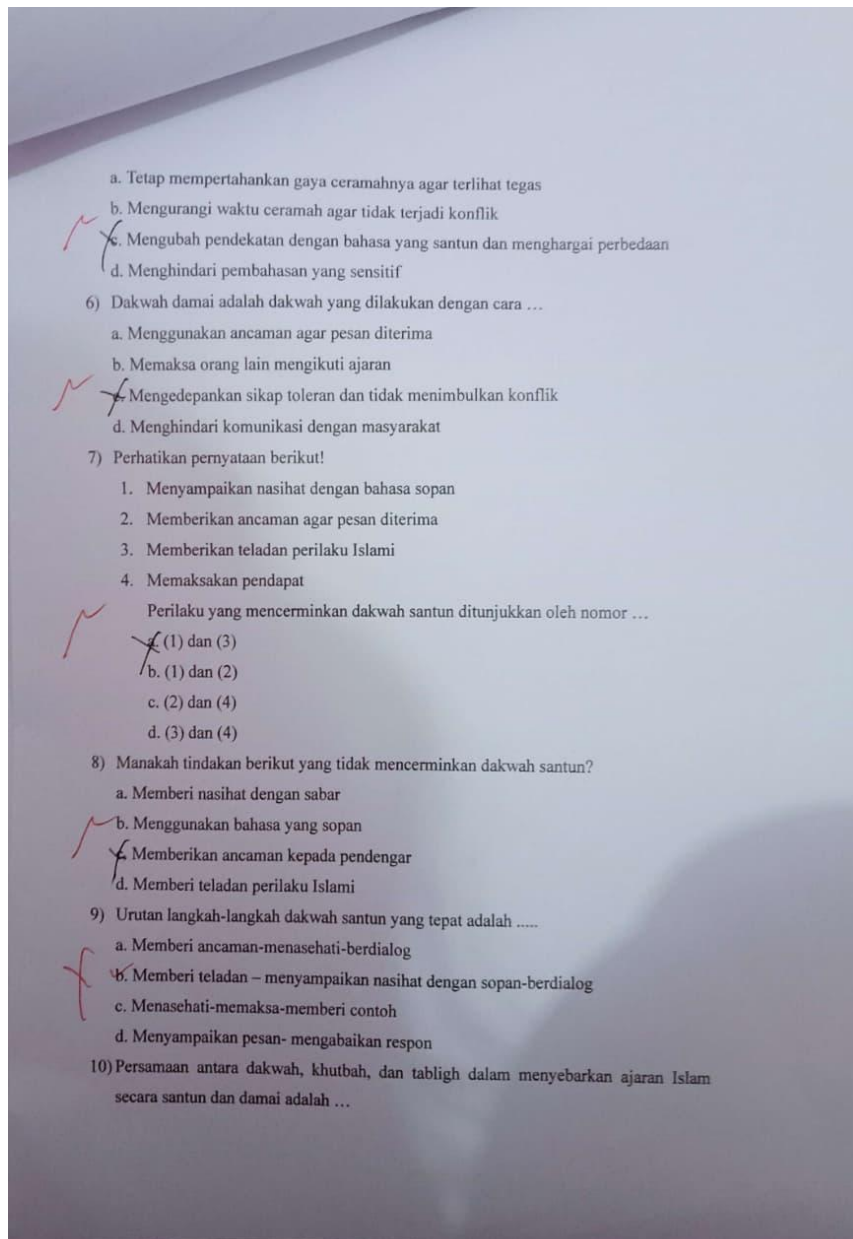 a. Tetap mempertahankan gaya ceramahnya agar terlihat tegas
b. Mengurangi waktu ceramah agar tidak terjadi konflik
c. Mengubah pendekatan dengan bahasa yang santun dan menghargai perbedaan
d. Menghindari pembahasan yang sensitif
6) Dakwah damai adalah dakwah yang dilakukan dengan cara …
a. Menggunakan ancaman agar pesan diterima
b. Memaksa orang lain mengikuti ajaran
c. Mengedepankan sikap toleran dan tidak menimbulkan konflik
d. Menghindari komunikasi dengan masyarakat
7) Perhatikan pernyataan berikut!
1. Menyampaikan nasihat dengan bahasa sopan
2. Memberikan ancaman agar pesan diterima
3. Memberikan teladan perilaku Islami
4. Memaksakan pendapat
Perilaku yang mencerminkan dakwah santun ditunjukkan oleh nomor …
a. (1) dan (3)
b. (1) dan (2)
c. (2) dan (4)
d. (3) dan (4)
8) Manakah tindakan berikut yang tidak mencerminkan dakwah santun?
a. Memberi nasihat dengan sabar
b. Menggunakan bahasa yang sopan
c. Memberikan ancaman kepada pendengar
d. Memberi teladan perilaku Islami
9) Urutan langkah-langkah dakwah santun yang tepat adalah .....
a. Memberi ancaman-menasehati-berdialog
b. Memberi teladan – menyampaikan nasihat dengan sopan-berdialog
c. Menasehati-memaksa-memberi contoh
d. Menyampaikan pesan- mengabaikan respon
10) Persamaan antara dakwah, khutbah, dan tabligh dalam menyebarkan ajaran Islam
secara santun dan damai adalah …